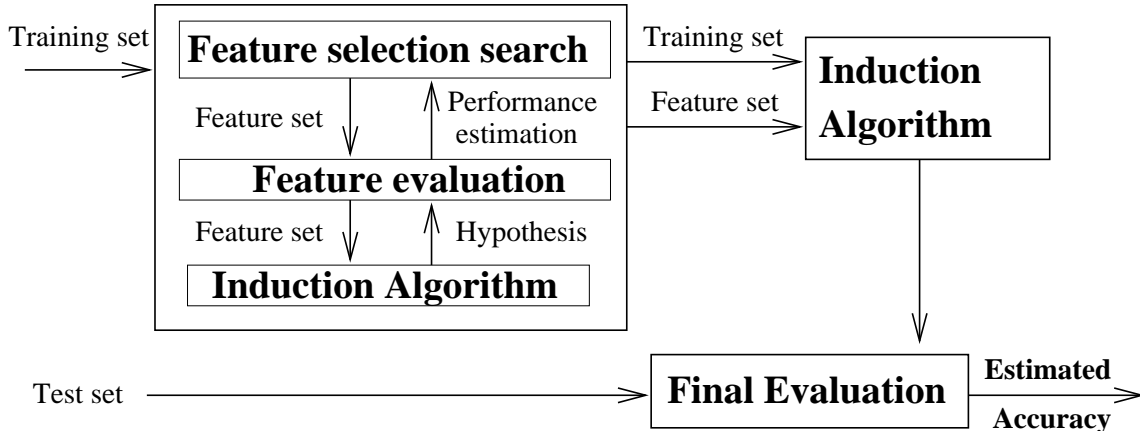 Training set
Feature selection search
Feature set
Performance
estimation
Feature evaluation
Feature set
Hypothesis
Induction Algorithm
Training set
Feature set
Induction
Algorithm
Test set
Final Evaluation
Estimated
Accuracy